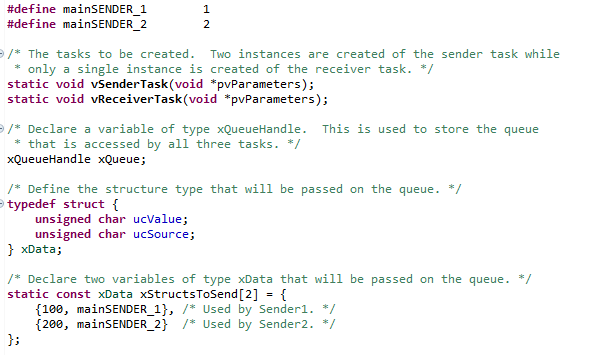 #define mainSENDER_1        1
#define mainSENDER_2        2
/* The tasks to be created.  Two instances are created of the sender task while
 * only a single instance is created of the receiver task. */
static void vSenderTask(void *pvParameters);
static void vReceiverTask(void *pvParameters);
/* Declare a variable of type xQueueHandle.  This is used to store the queue
 * that is accessed by all three tasks. */
xQueueHandle xQueue;
/* Define the structure type that will be passed on the queue. */
typedef struct {
    unsigned char ucValue;
    unsigned char ucSource;
} xData;
/* Declare two variables of type xData that will be passed on the queue. */
static const xData xStructsToSend[2] = {
    {100, mainSENDER_1}, /* Used by Sender1. */
    {200, mainSENDER_2}  /* Used by Sender2. */
};